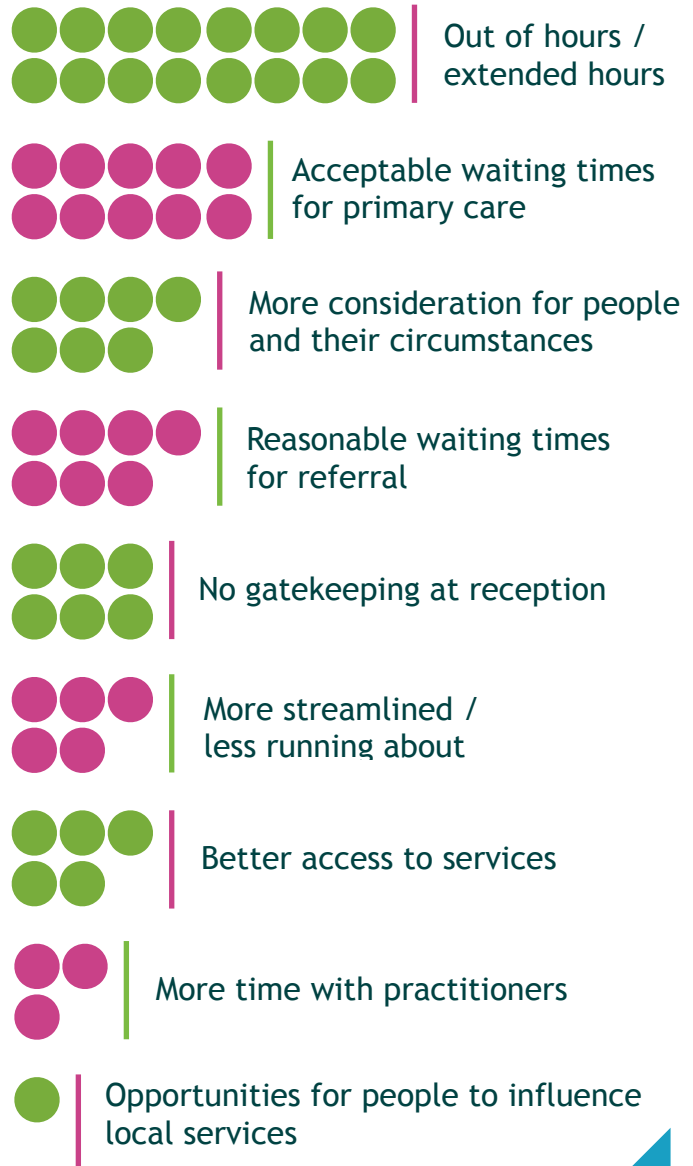 Out of hours /
extended hours
Acceptable waiting times
for primary care
More consideration for people
and their circumstances
Reasonable waiting times
for referral
No gatekeeping at reception
More streamlined /
less running about
Better access to services
More time with practitioners
Opportunities for people to influence
local services